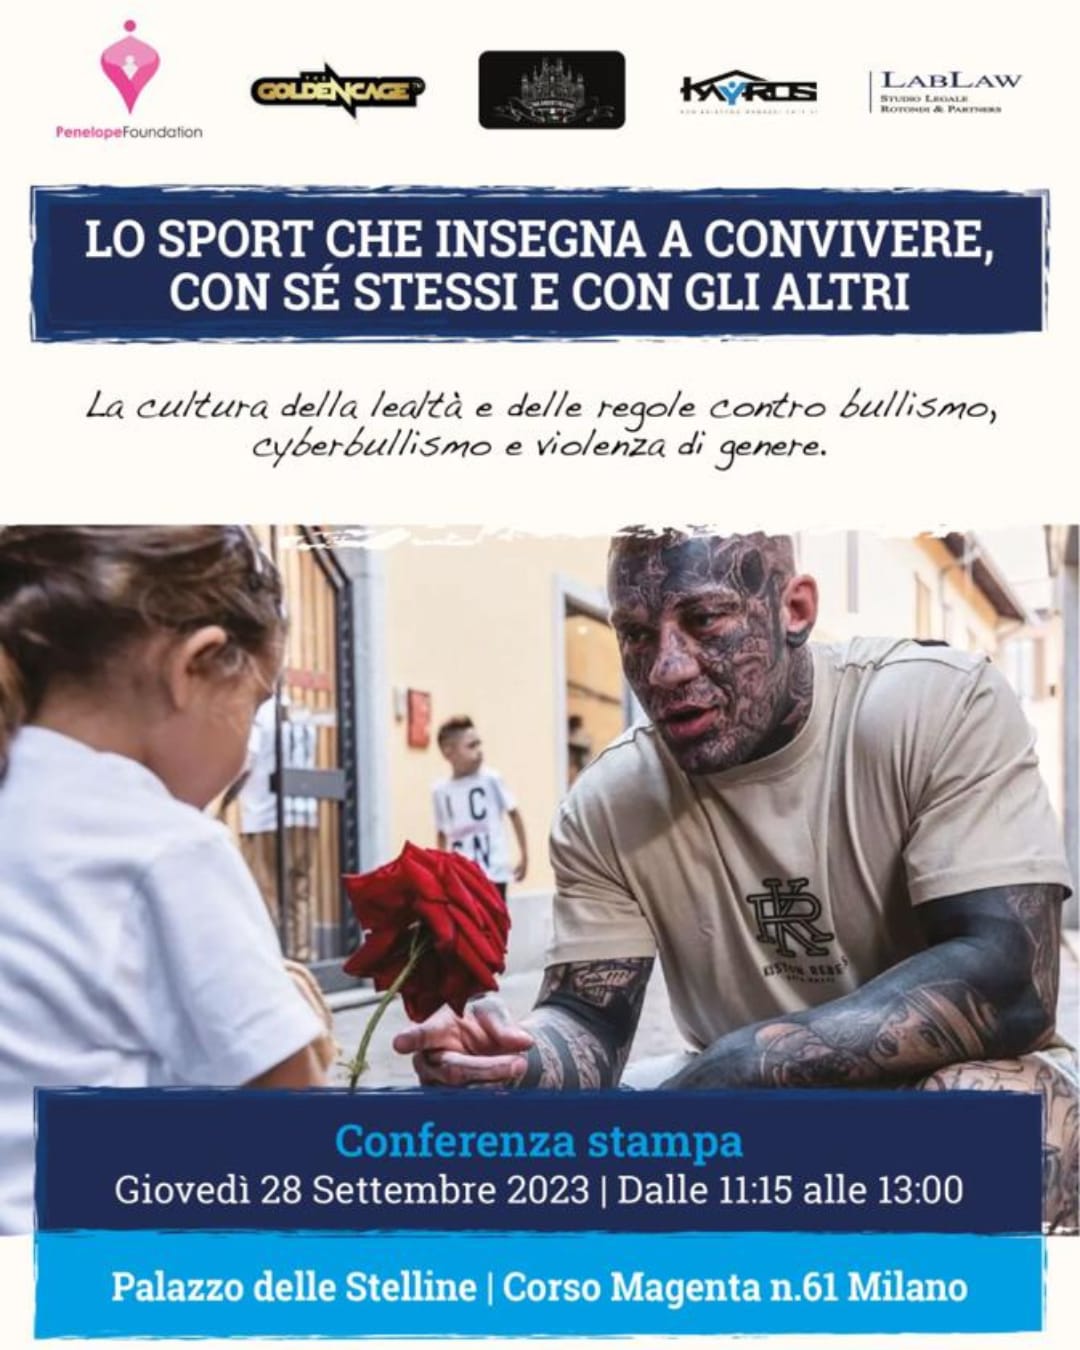 PenelopeFoundation
THE
GOLDENCAGE
KAYROS
LABLAW
STUDIO LEGALE
ROTONDI & PARTNERS
LO SPORT CHE INSEGNA A CONVIVERE,
CON SÉ STESSI E CON GLI ALTRI
La cultura della lealtà e delle regole contro bullismo,
cyberbullismo e violenza di genere.
I C
N
Conferenza stampa
Giovedì 28 Settembre 2023 | Dalle 11:15 alle 13:00
Palazzo delle Stelline | Corso Magenta n.61 Milano